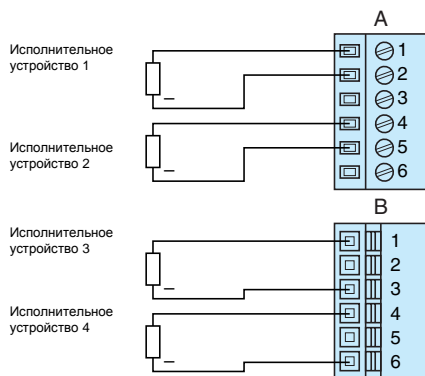 A
Исполнительное
устройство 1
1
2
3
Исполнительное
устройство 2
4
5
6
B
Исполнительное
устройство 3
1
2
3
Исполнительное
устройство 4
4
5
6